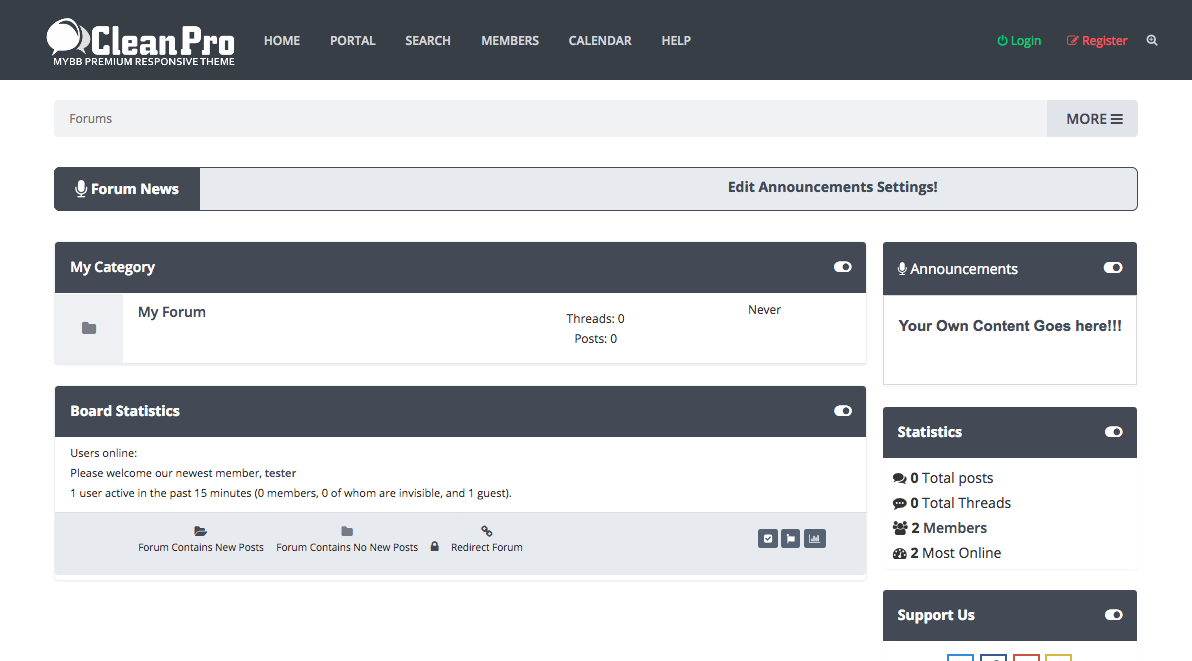 CleanPro
MYBB PREMIUM RESPONSIVE THEME
HOME PORTAL SEARCH MEMBERS CALENDAR HELP
Login Register
Forums
MORE
Forum News
Edit Announcements Settings!
My Category
My Forum
Threads: 0
Posts: 0
Never
Board Statistics
Users online:
Please welcome our newest member, tester
1 user active in the past 15 minutes (0 members, 0 of whom are invisible, and 1 guest).
Forum Contains New Posts Forum Contains No New Posts Redirect Forum
Announcements
Your Own Content Goes here!!!
Statistics
0 Total posts
0 Total Threads
2 Members
2 Most Online
Support Us